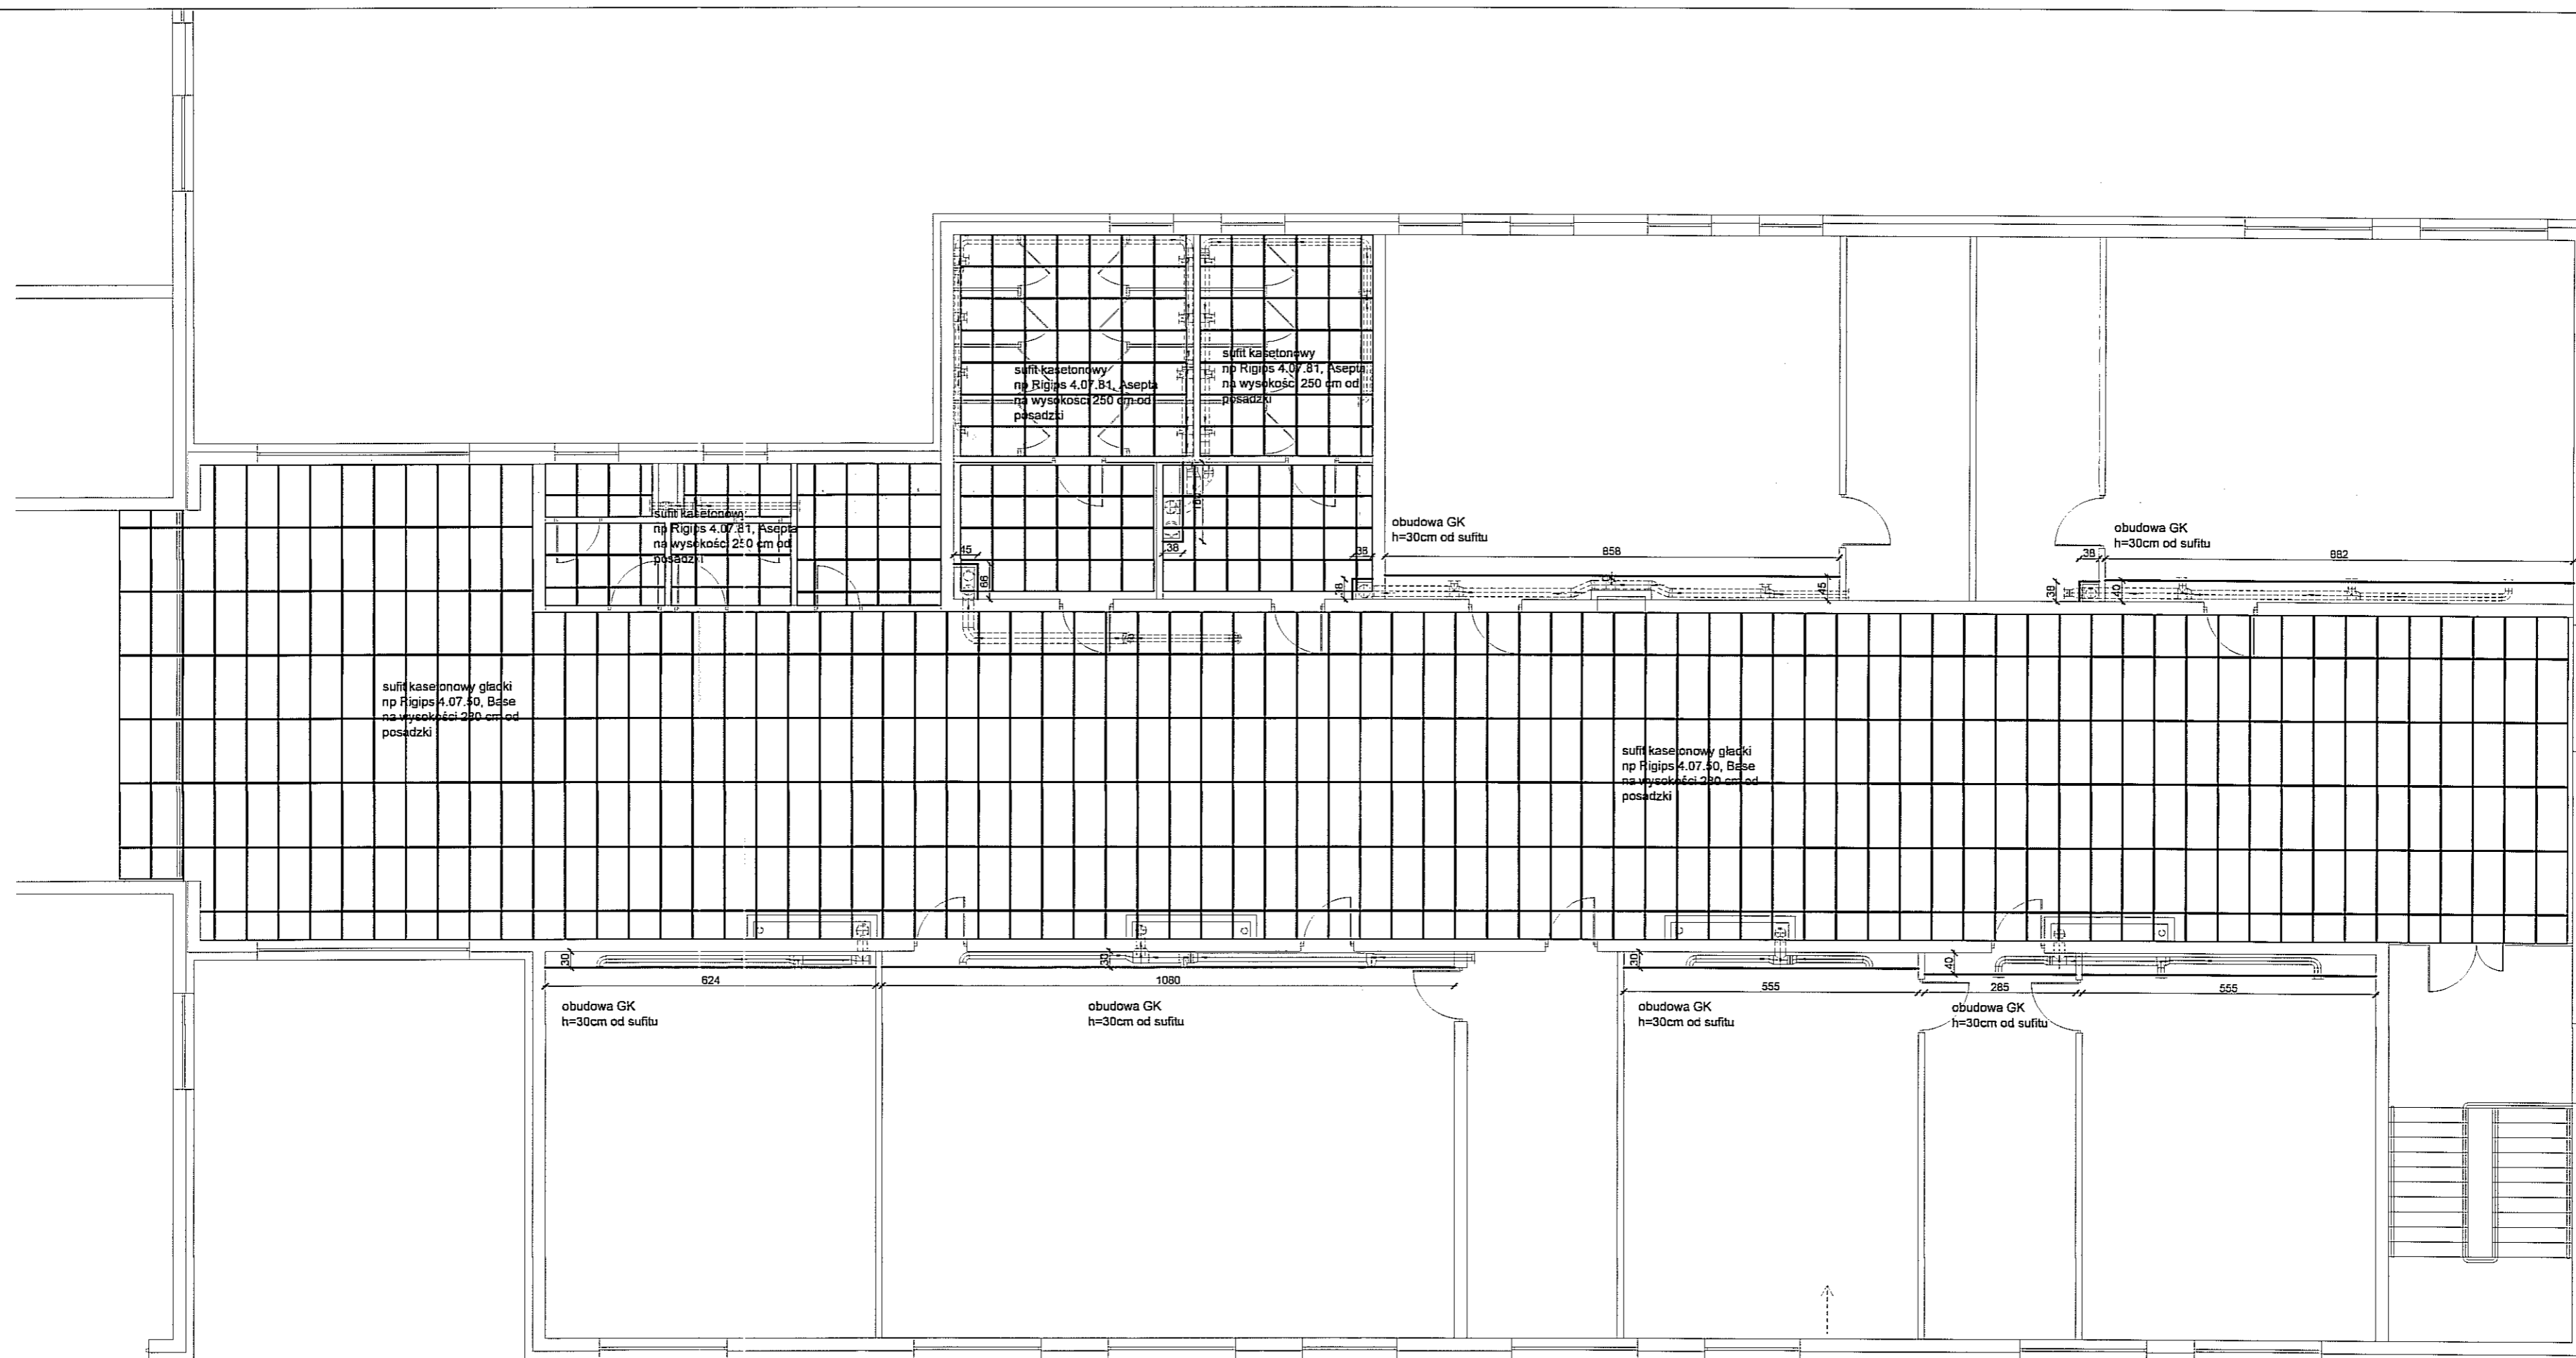 sufit kasetonowy
np Rigips 4.07.81, Asepta
na wysokości 250 cm od
posadzki
sufit kasetonowy
np Rigips 4.07.81, Asepta
na wysokości 250 cm od
posadzki
sufit kasetonowy
np Rigips 4.07.81, Asepta
na wysokości 250 cm od
posadzki
obudowa GK
h=30cm od sufitu
858
obudowa GK
h=30cm od sufitu
882
45
66
38
38
38
45
38
38
40
sufit kasetonowy gładki
np Rigips 4.07.50, Base
na wysokości 280 cm od
posadzki
sufit kasetonowy gładki
np Rigips 4.07.50, Base
na wysokości 280 cm od
posadzki
30
30
30
40
624
1080
555
285
555
obudowa GK
h=30cm od sufitu
obudowa GK
h=30cm od sufitu
obudowa GK
h=30cm od sufitu
obudowa GK
h=30cm od sufitu